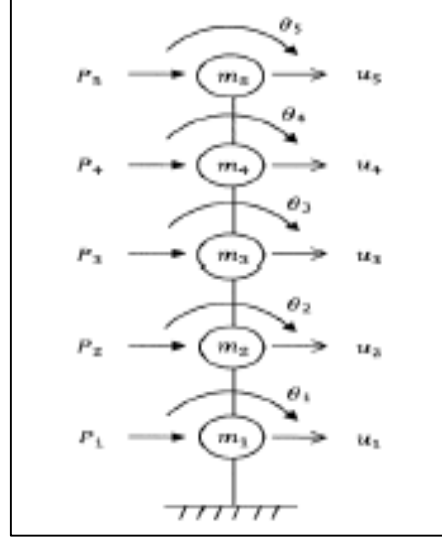 θ₅
P₅ m₅ u₅
θ₄
P₄ m₄ u₄
θ₃
P₃ m₃ u₃
θ₂
P₂ m₂ u₂
θ₁
P₁ m₁ u₁